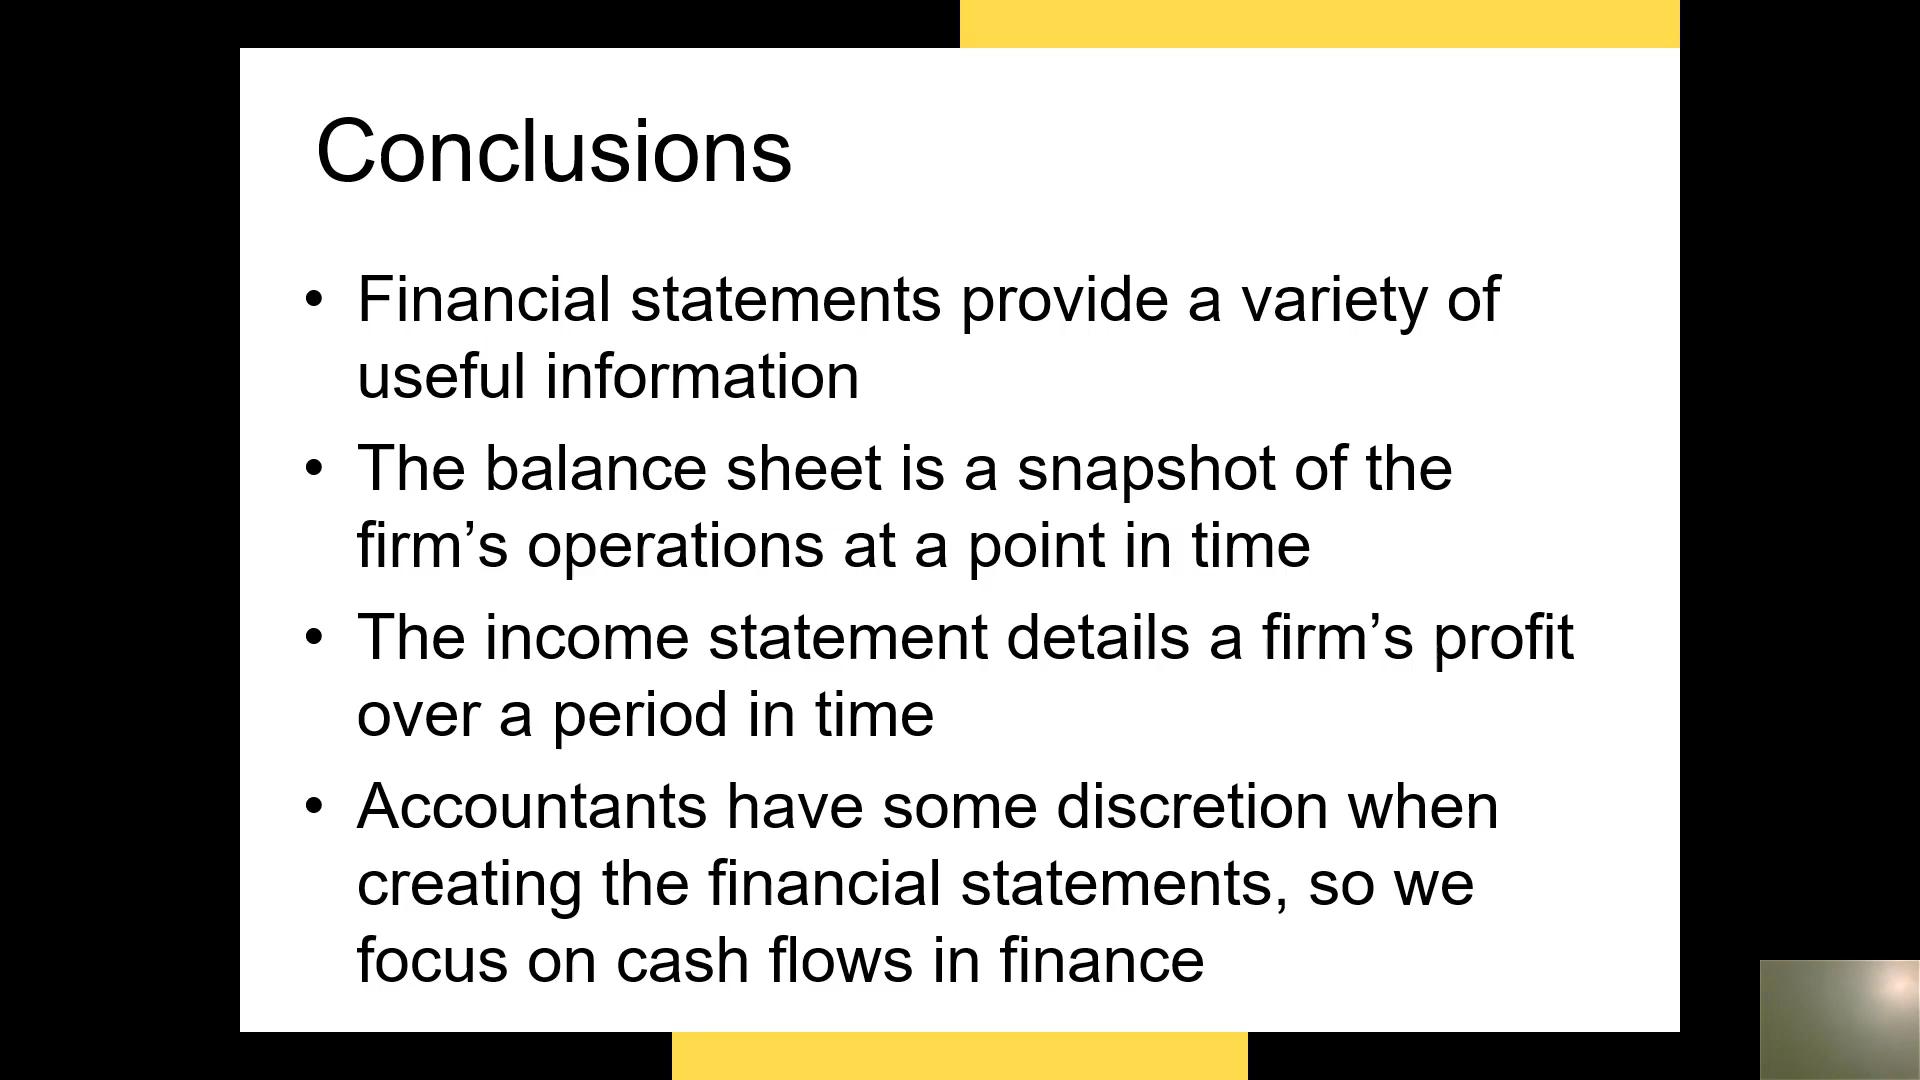 Conclusions
• Financial statements provide a variety of
useful information
• The balance sheet is a snapshot of the
firm’s operations at a point in time
• The income statement details a firm’s profit
over a period in time
• Accountants have some discretion when
creating the financial statements, so we
focus on cash flows in finance